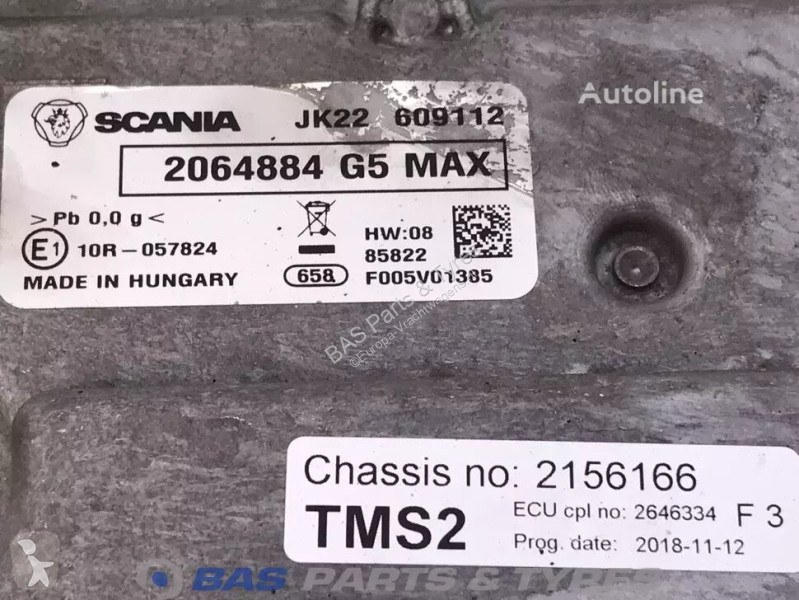 Autoline
SCANIA JK22 609112
2064884 G5 MAX
>Pb 0,0 g<
HW:08
E1 10R-057824
85822
MADE IN HUNGARY 658 F005V01385
BAS Parts & Tyres
©Europa Vrachtwagens
Chassis no: 2156166
TMS2 ECU cpl no: 2646334 F 3
Prog. date: 2018-11-12
BAS PARTS & TYRES